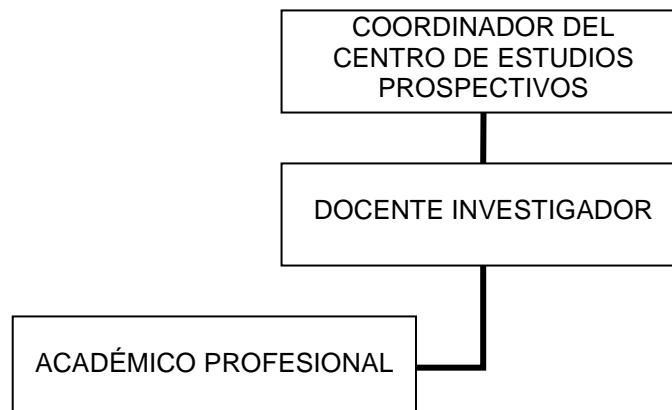 COORDINADOR DEL
CENTRO DE ESTUDIOS
PROSPECTIVOS
DOCENTE INVESTIGADOR
ACADÉMICO PROFESIONAL